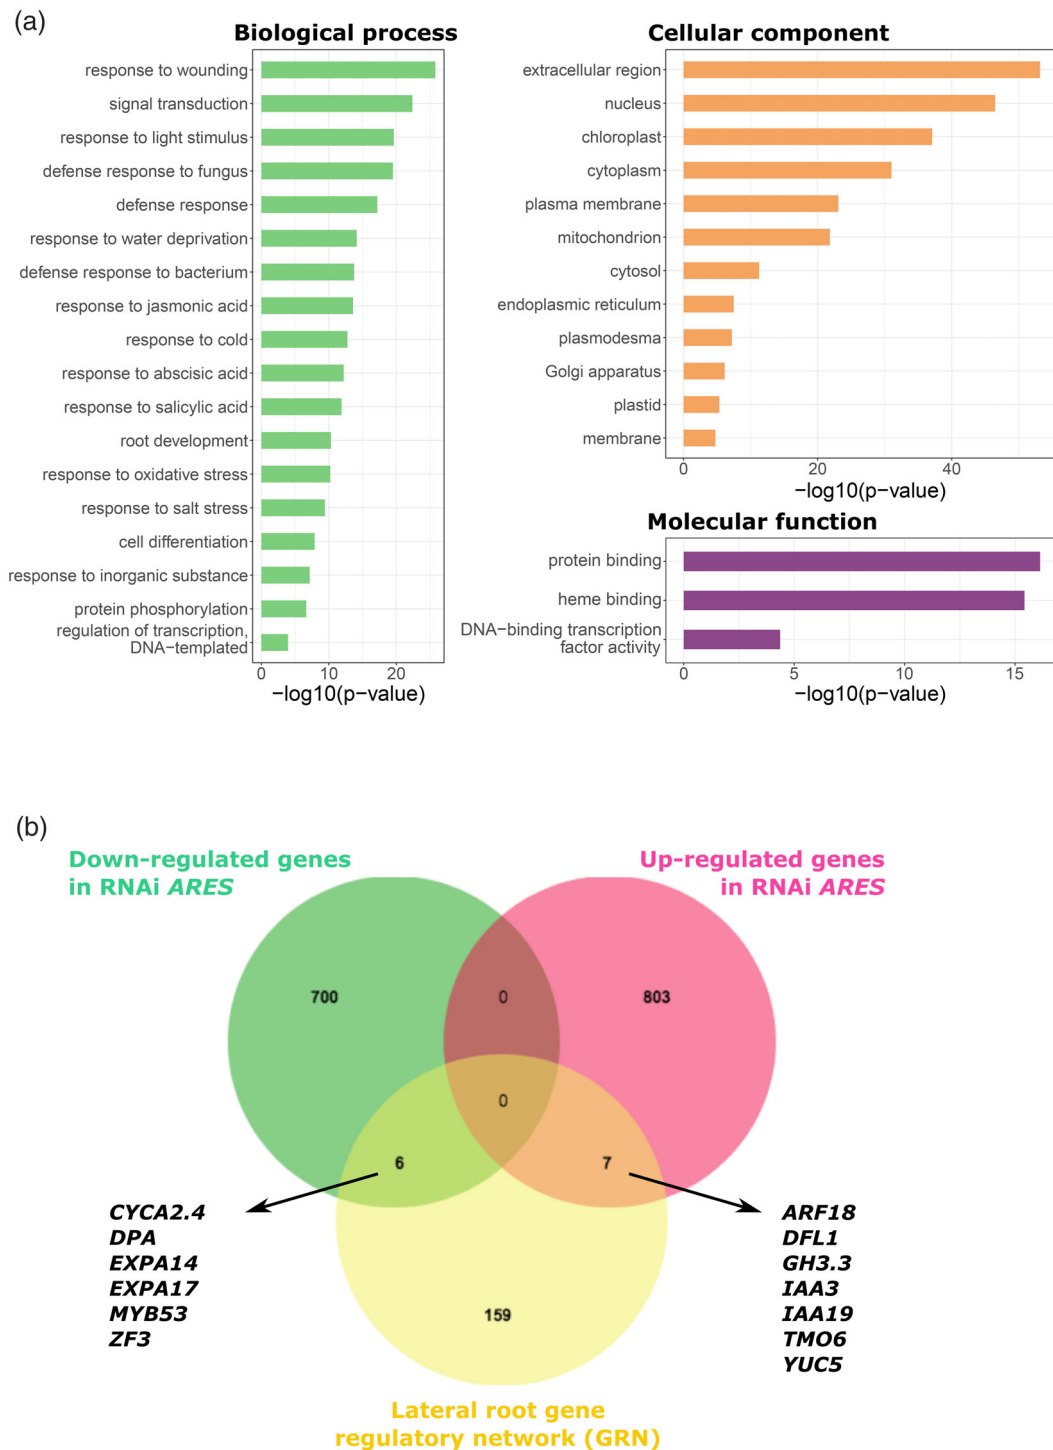 (a)
Biological process
response to wounding
signal transduction
response to light stimulus
defense response to fungus
defense response
response to water deprivation
defense response to bacterium
response to jasmonic acid
response to cold
response to abscisic acid
response to salicylic acid
root development
response to oxidative stress
response to salt stress
cell differentiation
response to inorganic substance
protein phosphorylation
regulation of transcription,
DNA−templated
0 10 20
−log10(p−value)
Cellular component
extracellular region
nucleus
chloroplast
cytoplasm
plasma membrane
mitochondrion
cytosol
endoplasmic reticulum
plasmodesma
Golgi apparatus
plastid
membrane
0 20 40
−log10(p−value)
Molecular function
protein binding
heme binding
DNA−binding transcription
factor activity
0 5 10 15
−log10(p−value)
(b)
Down-regulated genes
in RNAi ARES
Up-regulated genes
in RNAi ARES
700
0
803
0
6
7
159
CYCA2.4
DPA
EXPA14
EXPA17
MYB53
ZF3
ARF18
DFL1
GH3.3
IAA3
IAA19
TMO6
YUC5
Lateral root gene
regulatory network (GRN)